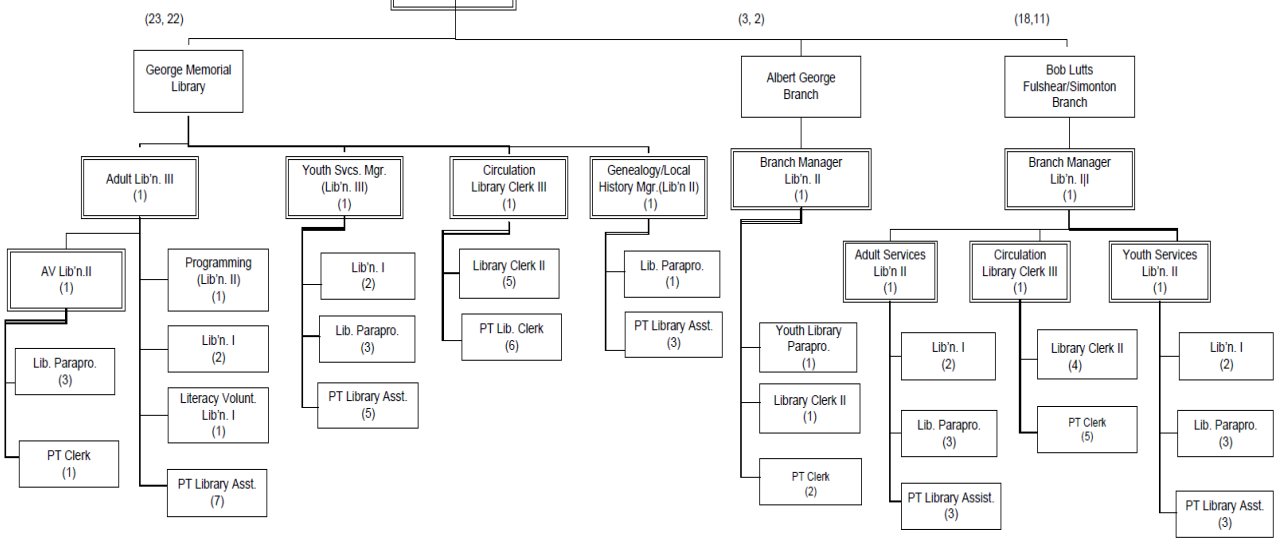 (23, 22)
(3, 2)
(18,11)
George Memorial
Library
Albert George
Branch
Bob Lutts
Fulshear/Simonton
Branch
Adult Lib'n. III
(1)
Youth Svcs. Mgr.
(Lib'n. III)
(1)
Circulation
Library Clerk III
(1)
Genealogy/Local
History Mgr.(Lib'n II)
(1)
Branch Manager
Lib'n. II
(1)
Branch Manager
Lib'n. I|I
(1)
AV Lib'n.II
(1)
Programming
(Lib'n. II)
(1)
Lib'n. I
(2)
Library Clerk II
(5)
Lib. Parapro.
(1)
Adult Services
Lib'n II
(1)
Circulation
Library Clerk III
(1)
Youth Services
Lib'n. II
(1)
Lib. Parapro.
(3)
Lib'n. I
(2)
Lib. Parapro.
(3)
PT Lib. Clerk
(6)
PT Library Asst.
(3)
Youth Library
Parapro.
(1)
Lib'n. I
(2)
Library Clerk II
(4)
Lib'n. I
(2)
Literacy Volunt.
Lib'n. I
(1)
PT Library Asst.
(5)
Library Clerk II
(1)
Lib. Parapro.
(3)
PT Clerk
(5)
Lib. Parapro.
(3)
PT Clerk
(1)
PT Library Asst.
(7)
PT Clerk
(2)
PT Library Assist.
(3)
PT Library Asst.
(3)